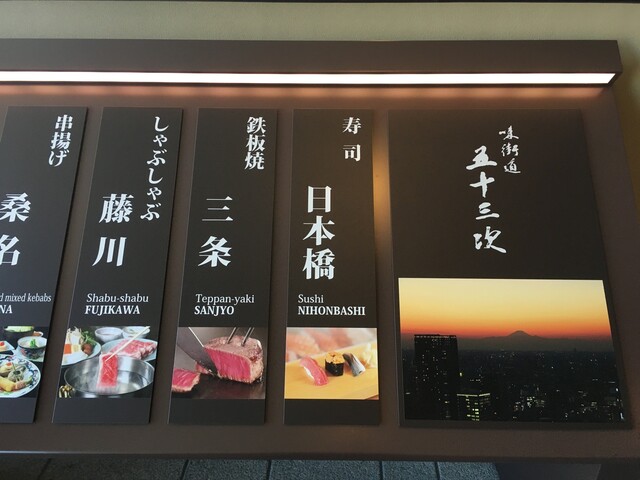 味街道
五十三次
寿司
日本橋
Sushi
NIHONBASHI
鉄板焼
三条
Teppan-yaki
SANJYO
しゃぶしゃぶ
藤川
Shabu-shabu
FUJIKAWA
串揚げ
桑名
d mixed kebabs
NA